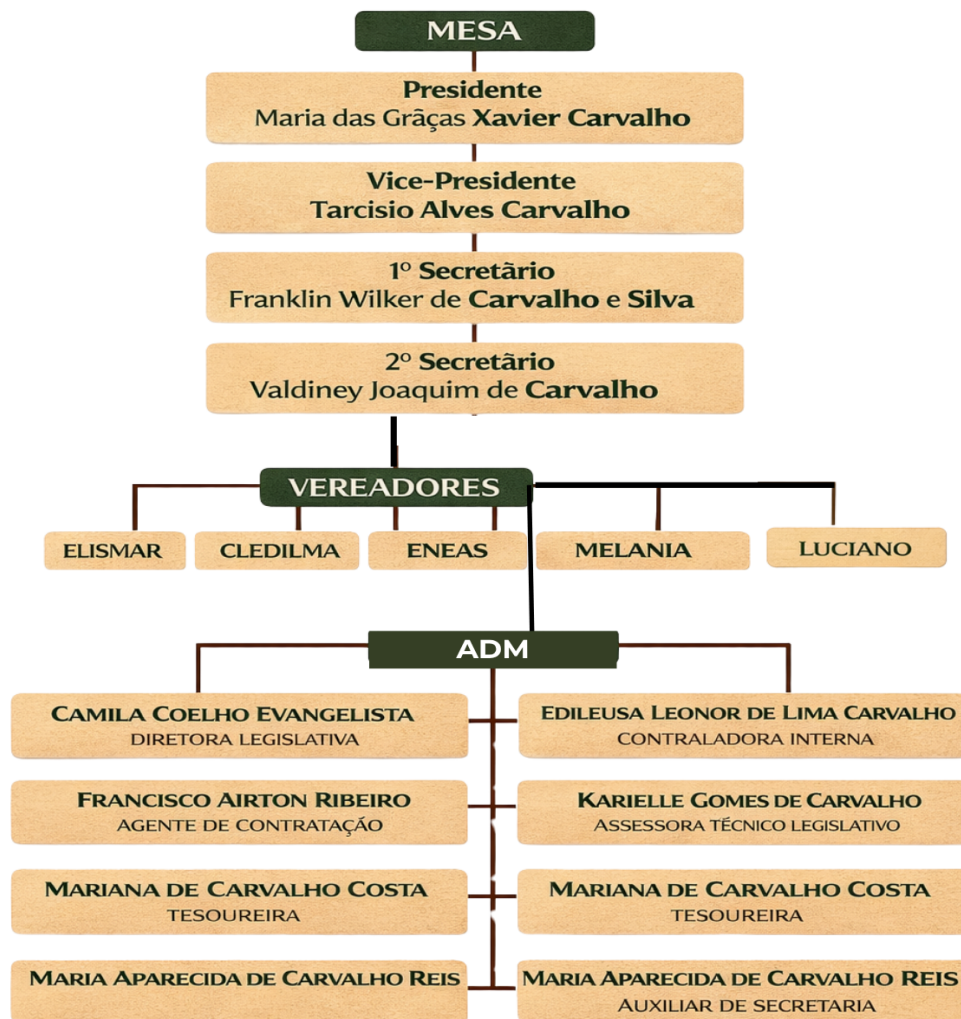 MESA
Presidente
Maria das Grâças Xavier Carvalho
Vice-Presidente
Tarcisio Alves Carvalho
1º Secretário
Franklin Wilker de Carvalho e Silva
2º Secretãrio
Valdiney Joaquim de Carvalho
VEREADORES
ELISMAR
CLEDILMA
ENEAS
MELANIA
LUCIANO
ADM
CAMILA COELHO EVANGELISTA
DIRETORA LEGISLATIVA
EDILEUSA LEONOR DE LIMA CARVALHO
CONTRALADORA INTERNA
FRANCISCO AIRTON RIBEIRO
AGENTE DE CONTRATAÇÃO
KARIELLE GOMES DE CARVALHO
ASSESSORA TÉCNICO LEGISLATIVO
MARIANA DE CARVALHO COSTA
TESOUREIRA
MARIANA DE CARVALHO COSTA
TESOUREIRA
MARIA APARECIDA DE CARVALHO REIS
MARIA APARECIDA DE CARVALHO REIS
AUXILIAR DE SECRETARIA